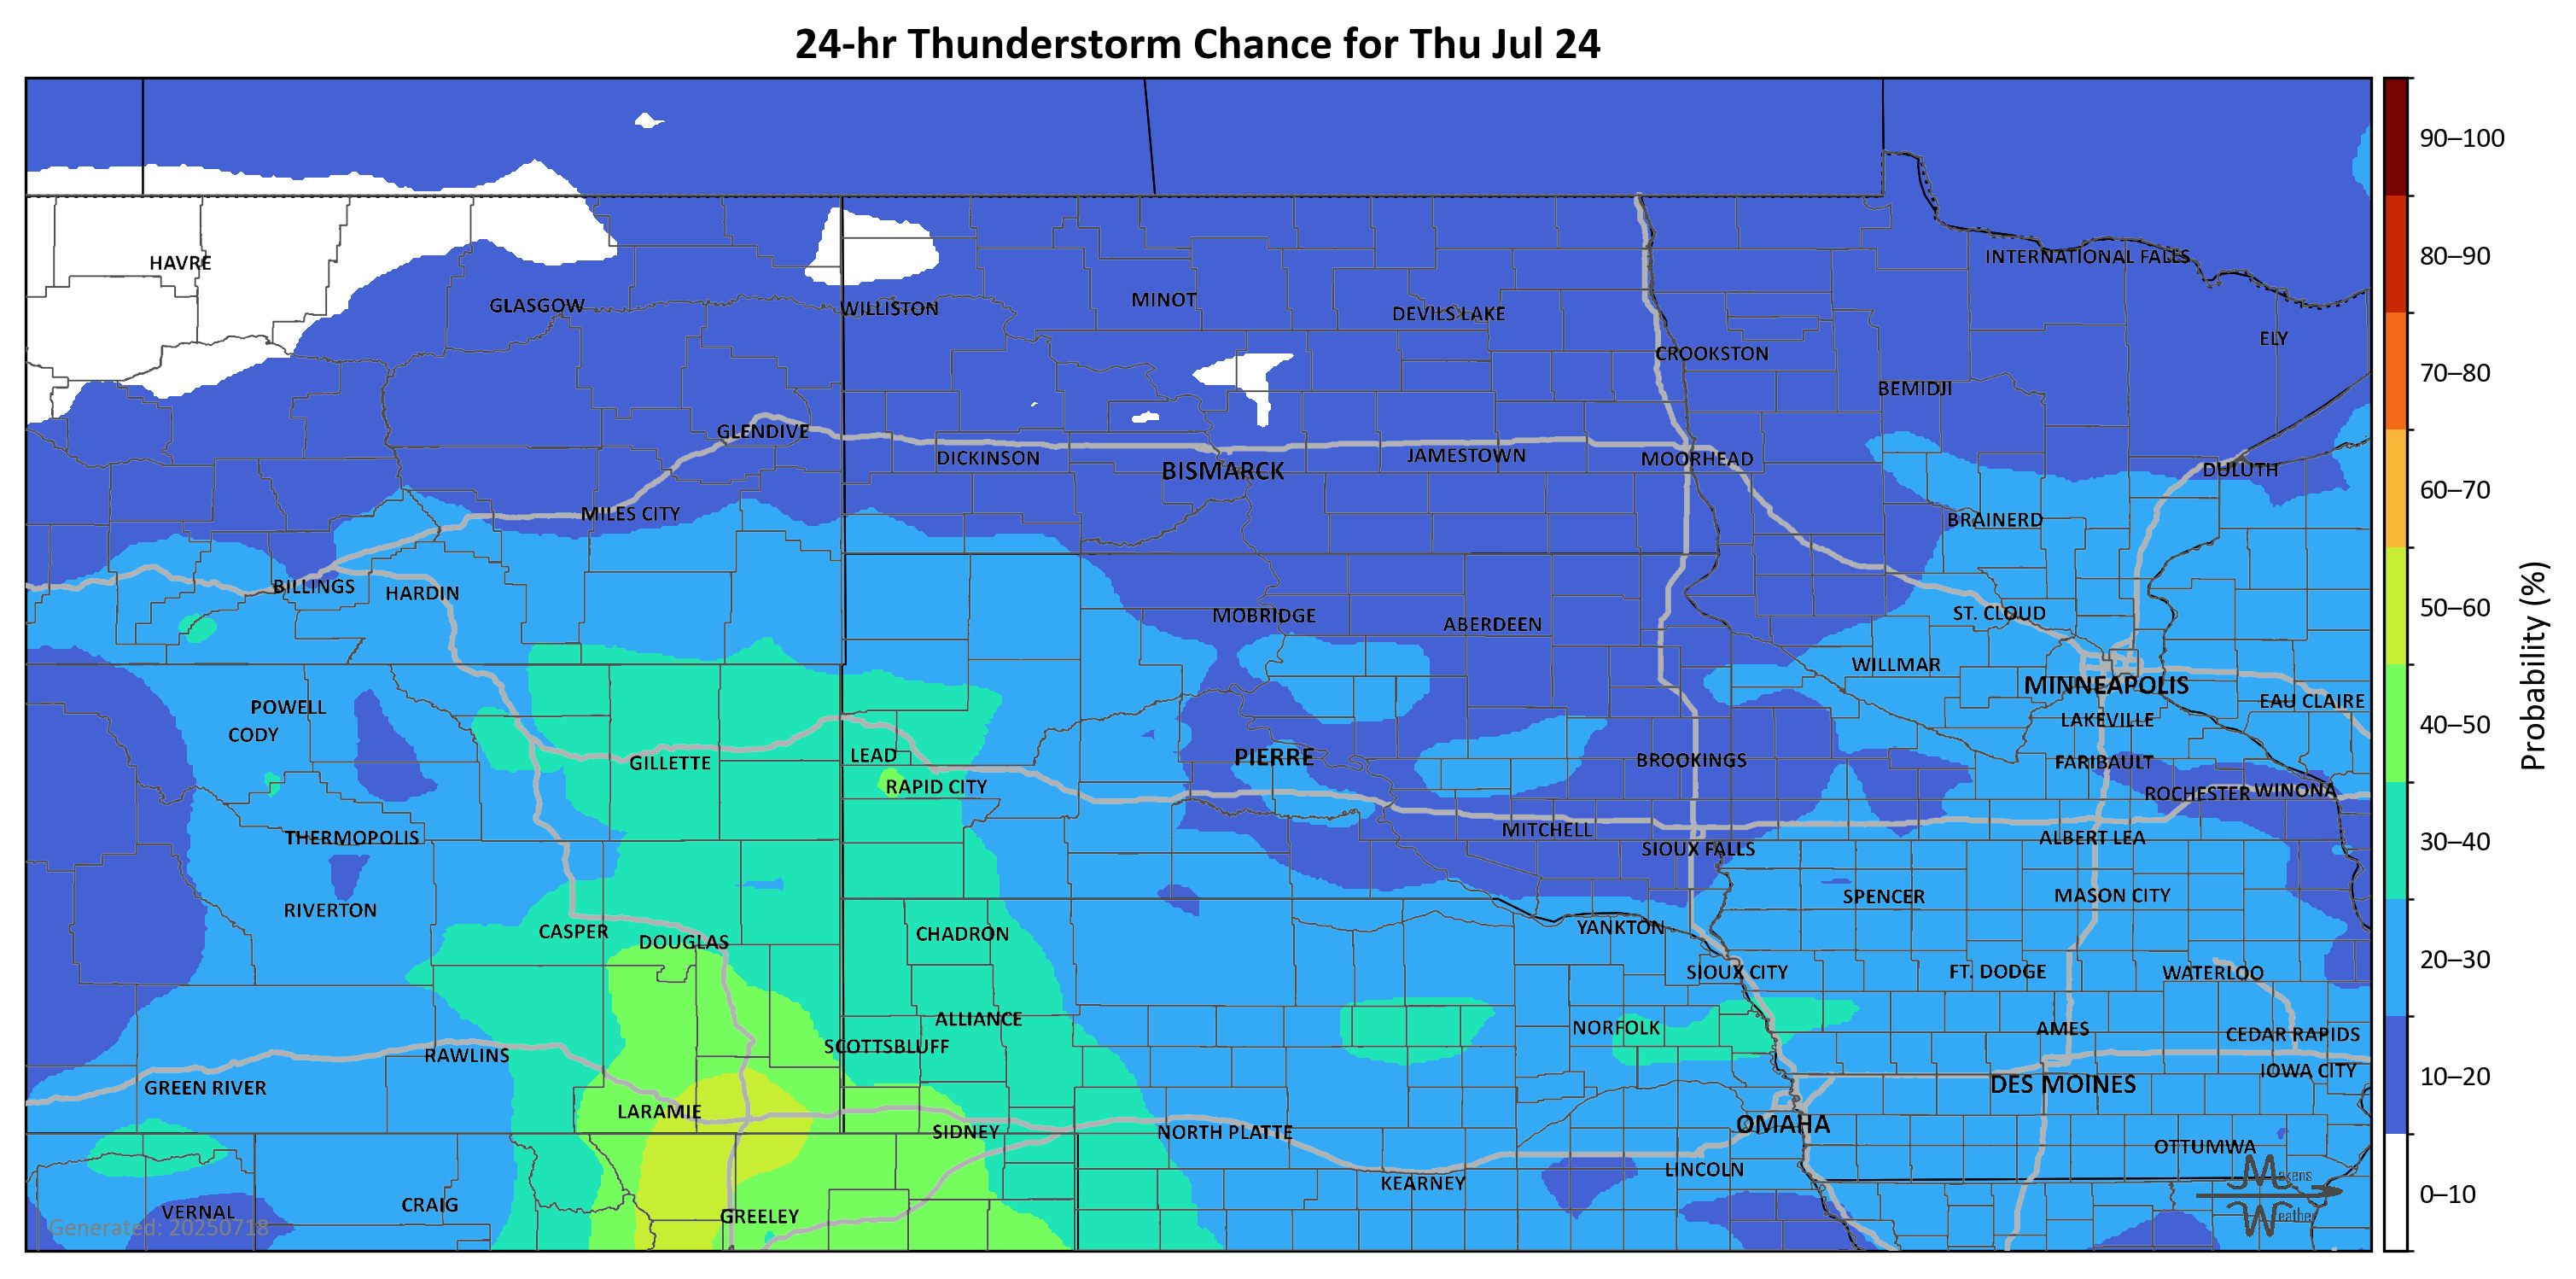 24-hr Thunderstorm Chance for Thu Jul 24
90–100
INTERNATIONAL FALLS
80–90
HAVRE
MINOT
GLASGOW
WILLISTON
DEVILS LAKE
ELY
CROOKSTON
70–80
BEMIDJI
GLENDIVE
DICKINSON
JAMESTOWN
MOORHEAD
BISMARCK
DULUTH
60–70
MILES CITY
BRAINERD
BILLINGS
HARDIN
50–60
MOBRIDGE
ST. CLOUD
ABERDEEN
Probability (%)
WILLMAR
MINNEAPOLIS
EAU CLAIRE
POWELL
LAKEVILLE
40–50
CODY
LEAD
PIERRE
BROOKINGS
GILLETTE
FARIBAULT
RAPID CITY
ROCHESTER
WINONA
MITCHELL
THERMOPOLIS
ALBERT LEA
30–40
SIOUX FALLS
SPENCER
MASON CITY
RIVERTON
YANKTON
CASPER
CHADRON
DOUGLAS
20–30
SIOUX CITY
FT. DODGE
WATERLOO
ALLIANCE
NORFOLK
AMES
CEDAR RAPIDS
SCOTTSBLUFF
RAWLINS
IOWA CITY
10–20
GREEN RIVER
DES MOINES
LARAMIE
OMAHA
SIDNEY
NORTH PLATTE
OTTUMWA
LINCOLN
Makens
KEARNEY
0–10
CRAIG
VERNAL
GREELEY
Weather
Generated: 20250718